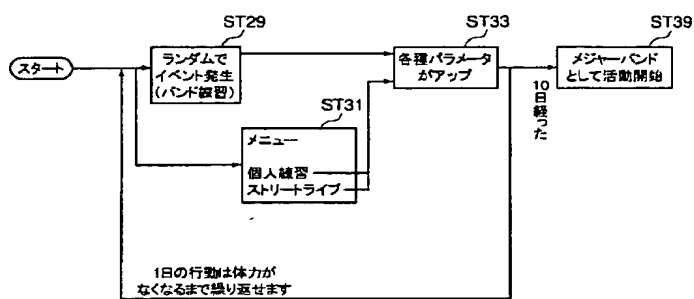 ST29
ST33
ST39
スタート
ランダムで
イベント発生
(バンド練習)
各種パラメータ
がアップ
メジャーバンド
として活動開始
10日経った
ST31
メニュー
個人練習
ストリートライブ
1日の行動は体力が
なくなるまで繰り返せます